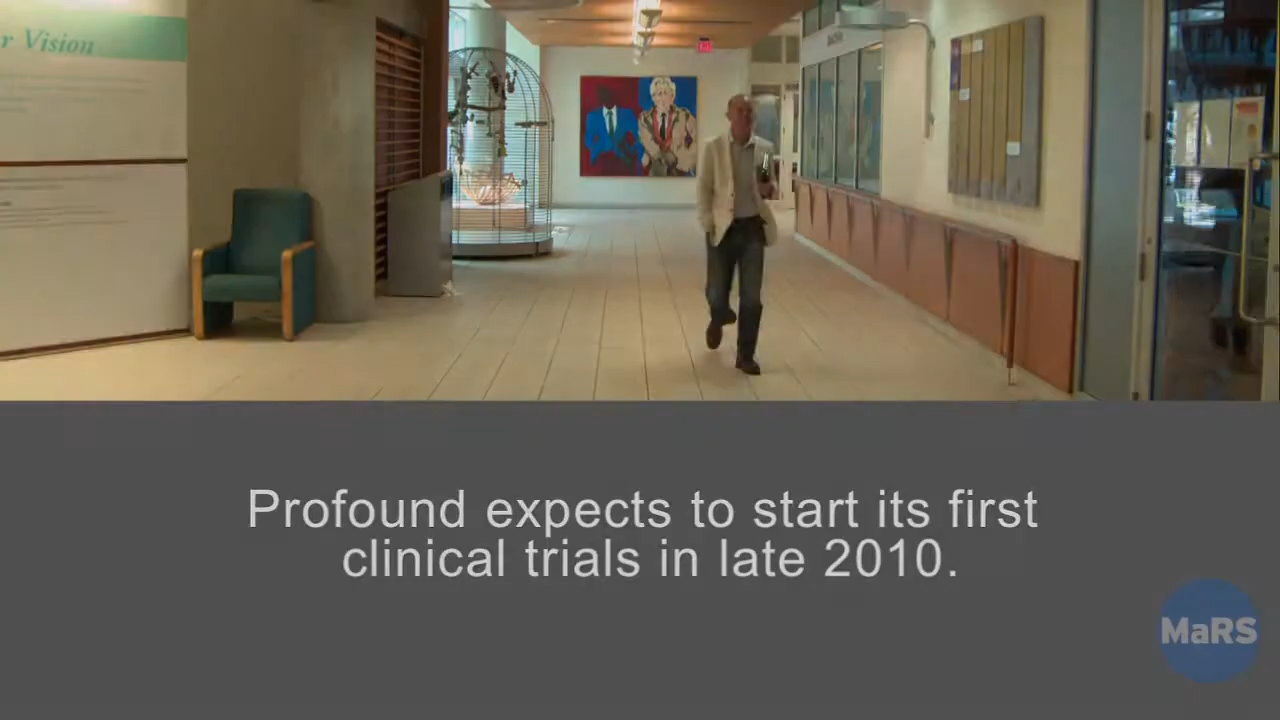 r Vision
Profound expects to start its first
clinical trials in late 2010.
MaRS